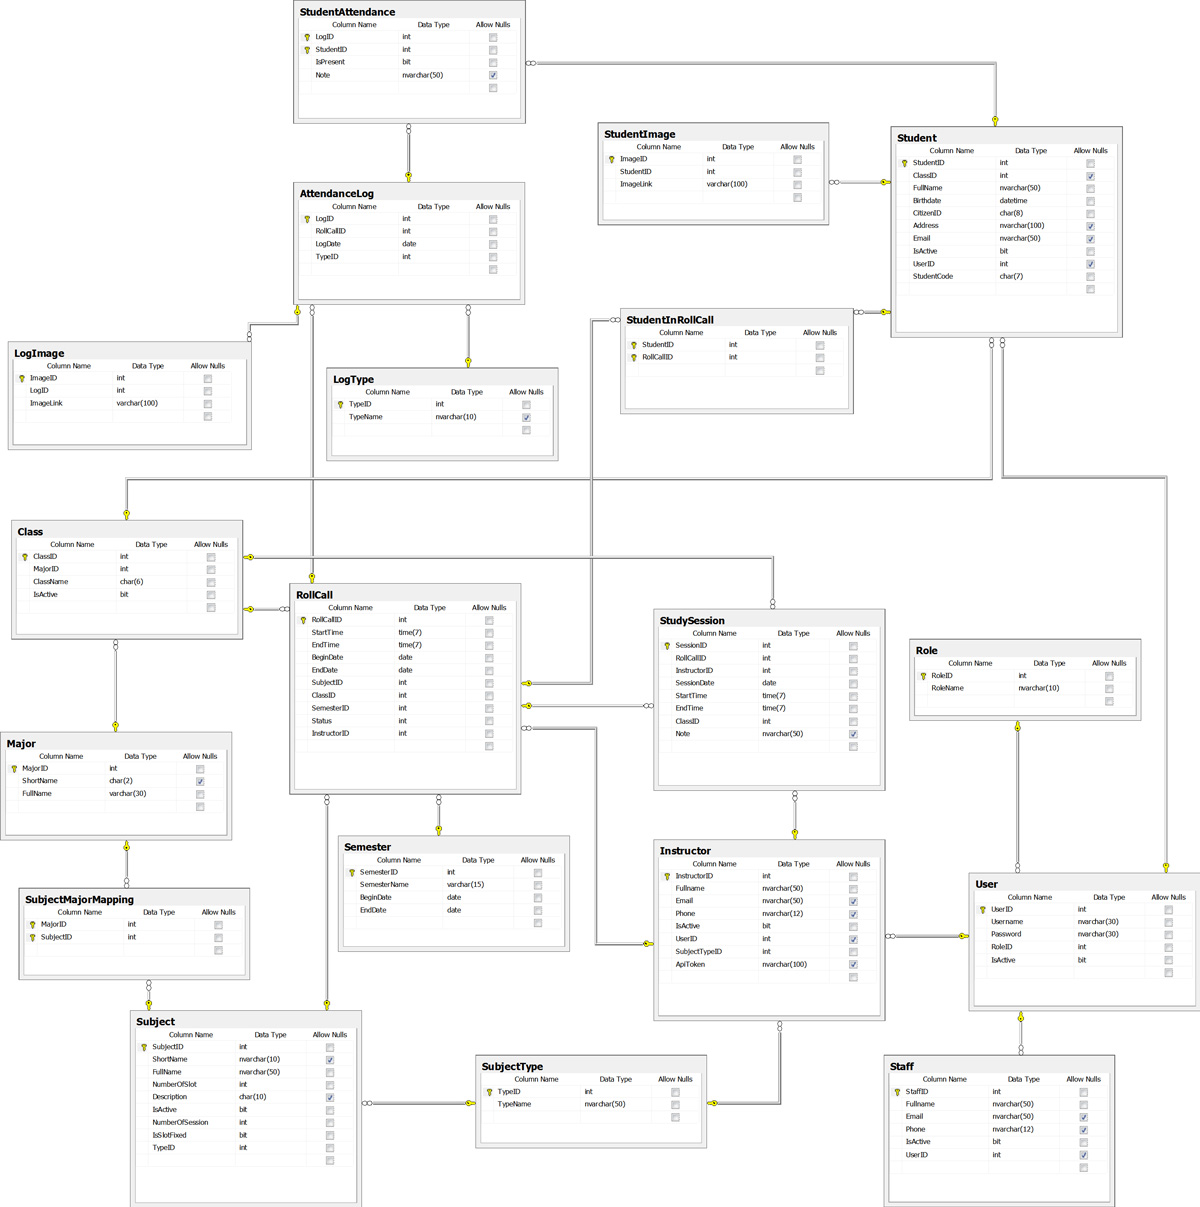 StudentAttendance
Column Name Data Type Allow Nulls
LogID int
StudentID int
IsPresent bit
Note nvarchar(50)
StudentImage
Column Name Data Type Allow Nulls
ImageID int
StudentID int
ImageLink varchar(100)
Student
Column Name Data Type Allow Nulls
StudentID int
ClassID int
FullName nvarchar(50)
Birthdate datetime
CitizenID char(8)
Address nvarchar(100)
Email nvarchar(50)
IsActive bit
UserID int
StudentCode char(7)
AttendanceLog
Column Name Data Type Allow Nulls
LogID int
RollCallID int
LogDate date
TypeID int
StudentInRollCall
Column Name Data Type Allow Nulls
StudentID int
RollCallID int
LogImage
Column Name Data Type Allow Nulls
ImageID int
LogID int
ImageLink varchar(100)
LogType
Column Name Data Type Allow Nulls
TypeID int
TypeName nvarchar(10)
Class
Column Name Data Type Allow Nulls
ClassID int
MajorID int
ClassName char(6)
IsActive bit
RollCall
Column Name Data Type Allow Nulls
RollCallID int
StartTime time(7)
EndTime time(7)
BeginDate date
EndDate date
SubjectID int
ClassID int
SemesterID int
Status int
InstructorID int
StudySession
Column Name Data Type Allow Nulls
SessionID int
RollCallID int
InstructorID int
SessionDate date
StartTime time(7)
EndTime time(7)
ClassID int
Note nvarchar(50)
Role
Column Name Data Type Allow Nulls
RoleID int
RoleName nvarchar(10)
Major
Column Name Data Type Allow Nulls
MajorID int
ShortName char(2)
FullName varchar(30)
Semester
Column Name Data Type Allow Nulls
SemesterID int
SemesterName varchar(15)
BeginDate date
EndDate date
Instructor
Column Name Data Type Allow Nulls
InstructorID int
Fullname nvarchar(50)
Email nvarchar(50)
Phone nvarchar(12)
IsActive bit
UserID int
SubjectTypeID int
ApiToken nvarchar(100)
User
Column Name Data Type Allow Nulls
UserID int
Username nvarchar(30)
Password nvarchar(30)
RoleID int
IsActive bit
SubjectMajorMapping
Column Name Data Type Allow Nulls
MajorID int
SubjectID int
Subject
Column Name Data Type Allow Nulls
SubjectID int
ShortName nvarchar(10)
FullName nvarchar(50)
NumberOfSlot int
Description char(10)
IsActive bit
NumberOfSession int
IsSlotFixed bit
TypeID int
SubjectType
Column Name Data Type Allow Nulls
TypeID int
TypeName nvarchar(50)
Staff
Column Name Data Type Allow Nulls
StaffID int
Fullname nvarchar(50)
Email nvarchar(50)
Phone nvarchar(12)
IsActive bit
UserID int